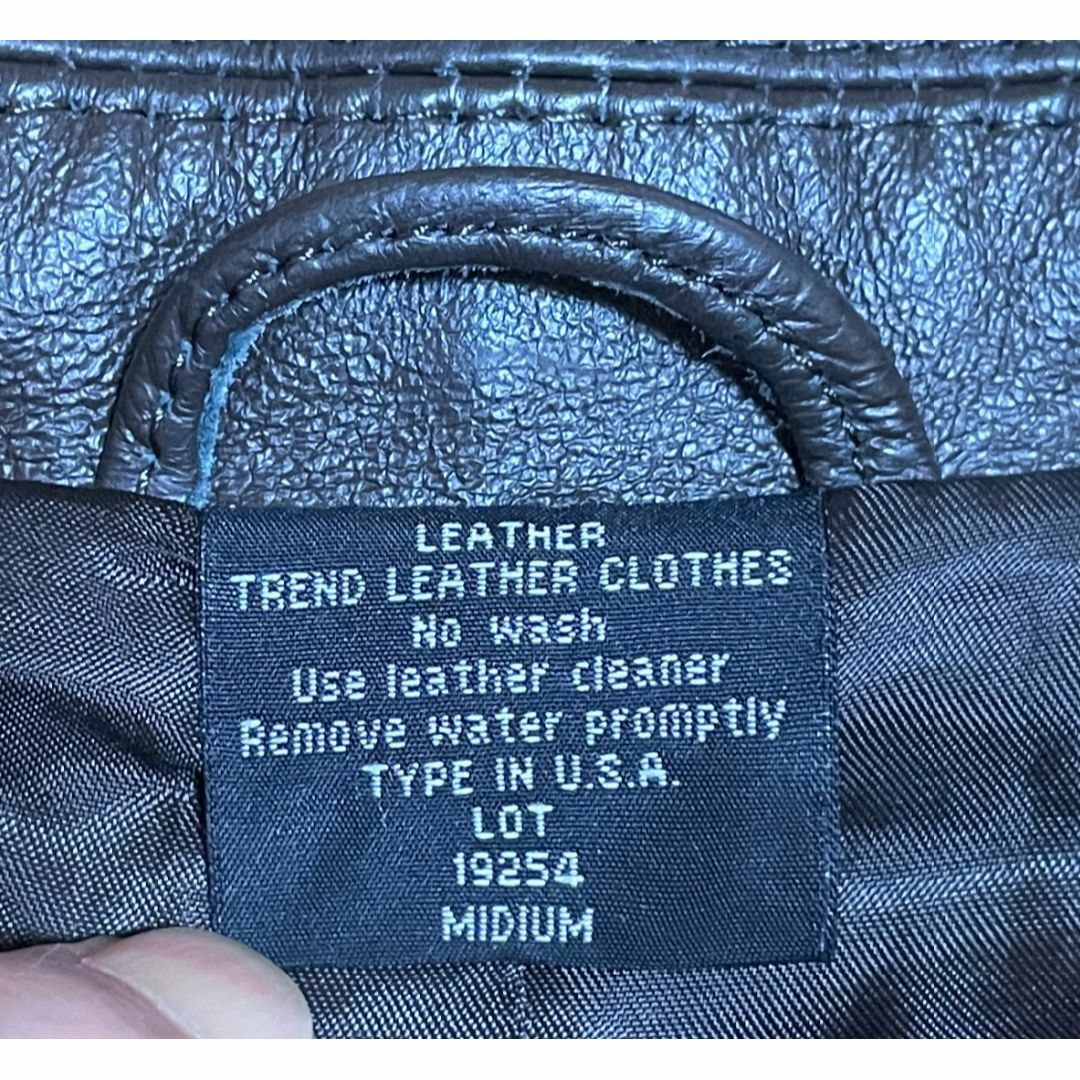 LEATHER
TREND LEATHER CLOTHES
No wash
Use leather cleaner
Remove water promptly
TYPE IN U.S.A.
LOT
19254
MIDIUM